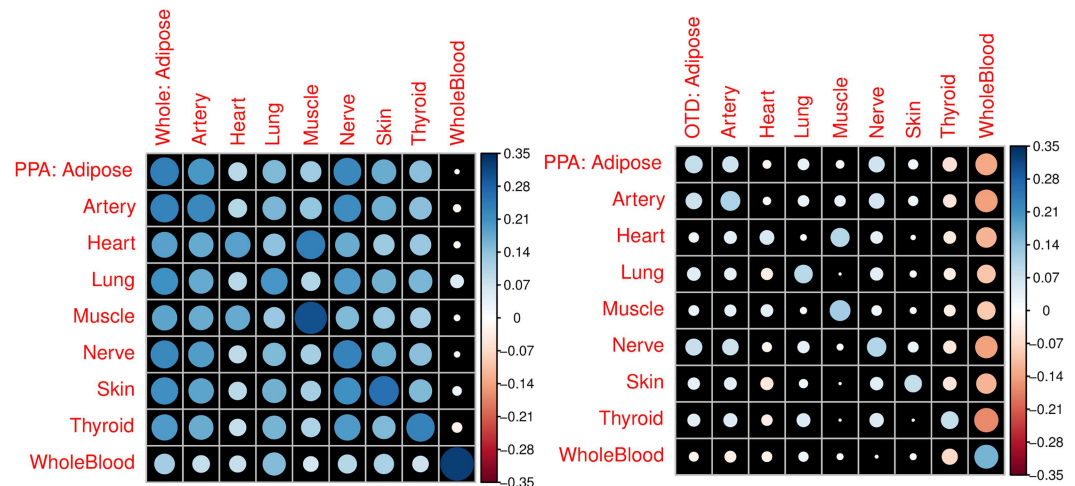 Whole: Adipose
Artery
Heart
Lung
Muscle
Nerve
Skin
Thyroid
WholeBlood
PPA: Adipose
Artery
Heart
Lung
Muscle
Nerve
Skin
Thyroid
WholeBlood
0.35
0.28
0.21
0.14
0.07
0
−0.07
−0.14
−0.21
−0.28
−0.35
OTD: Adipose
Artery
Heart
Lung
Muscle
Nerve
Skin
Thyroid
WholeBlood
PPA: Adipose
Artery
Heart
Lung
Muscle
Nerve
Skin
Thyroid
WholeBlood
0.35
0.28
0.21
0.14
0.07
0
−0.07
−0.14
−0.21
−0.28
−0.35